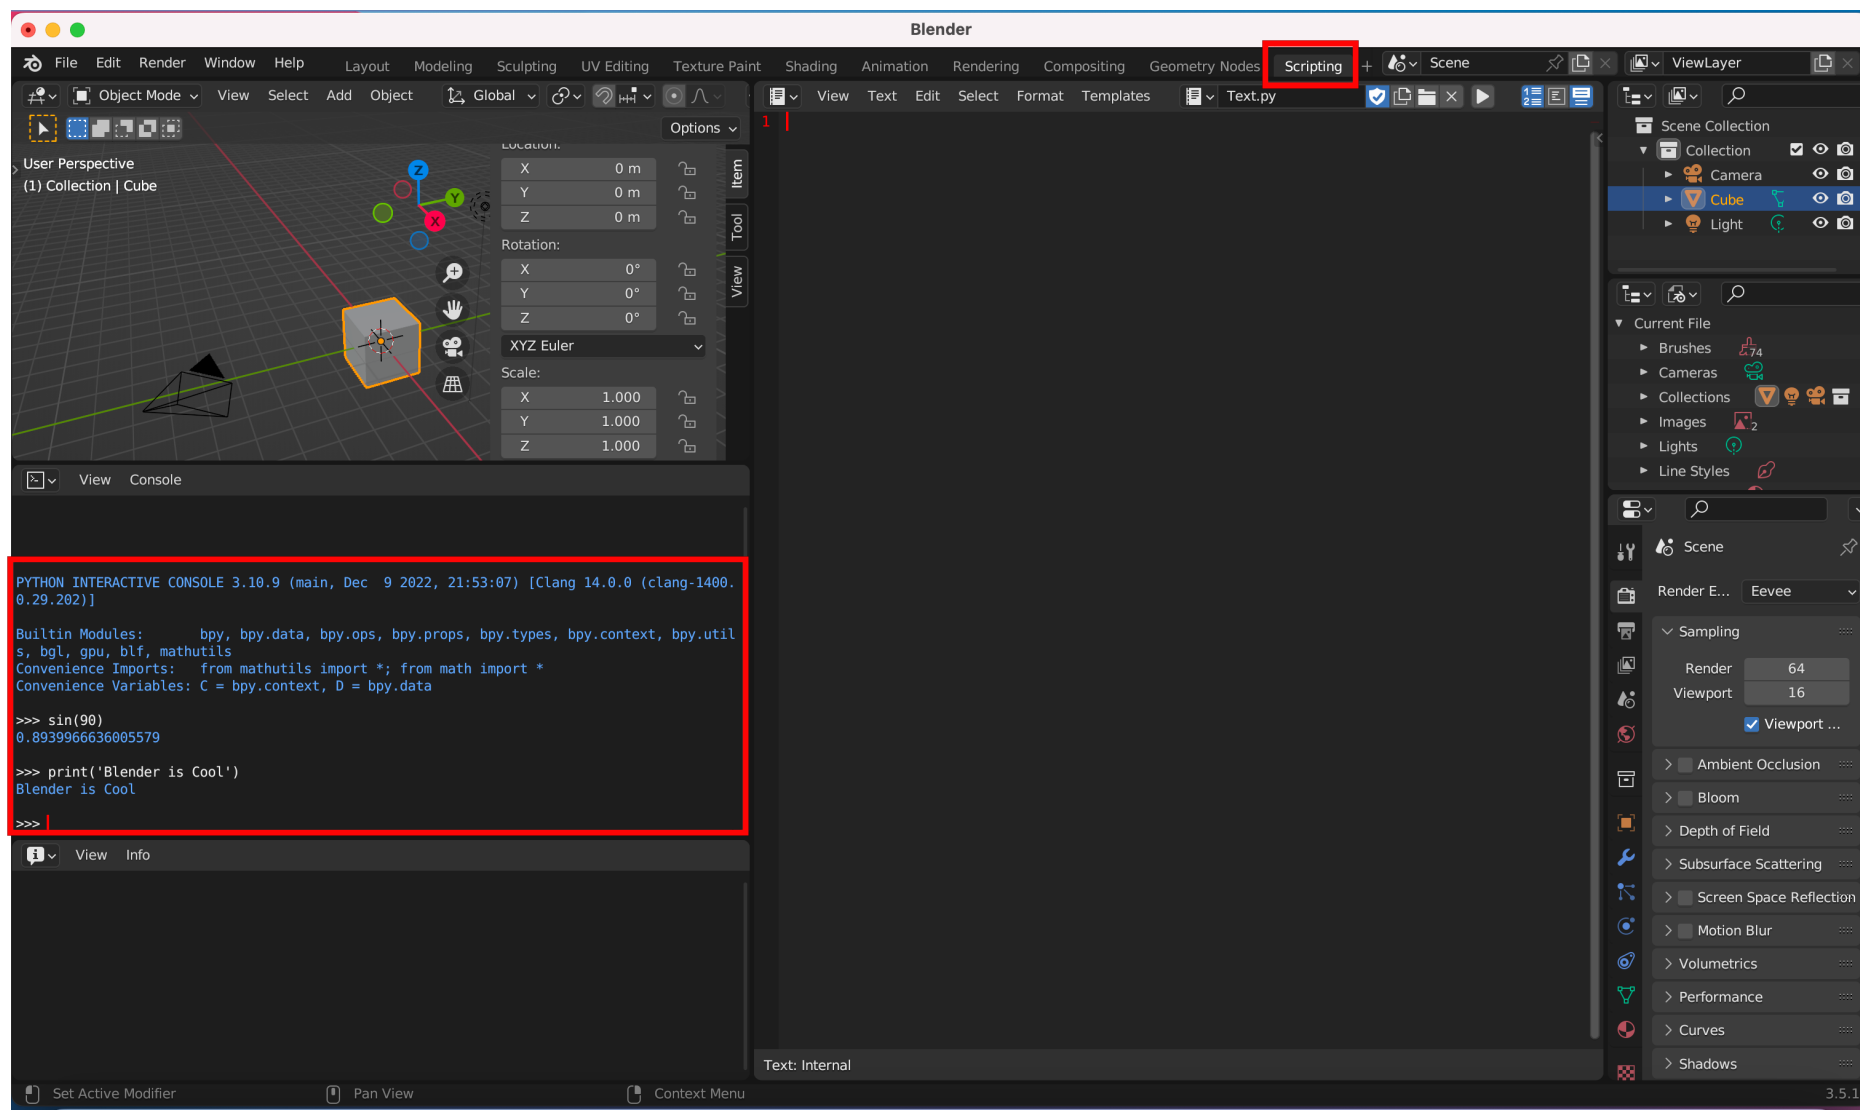 Blender
File Edit Render Window Help Layout Modeling Sculpting UV Editing Texture Paint Shading Animation Rendering Compositing Geometry Nodes Scripting + Scene ViewLayer
Object Mode View Select Add Object Global View Text Edit Select Format Templates Text.py
Options
1
User Perspective
(1) Collection | Cube
Z
Y
X
Location:
X 0 m
Y 0 m
Z 0 m
Rotation:
X 0°
Y 0°
Z 0°
XYZ Euler
Scale:
X 1.000
Y 1.000
Z 1.000
Item
Tool
View
View Console
PYTHON INTERACTIVE CONSOLE 3.10.9 (main, Dec  9 2022, 21:53:07) [Clang 14.0.0 (clang-1400.
0.29.202)]
Builtin Modules:       bpy, bpy.data, bpy.ops, bpy.props, bpy.types, bpy.context, bpy.util
s, bgl, gpu, blf, mathutils
Convenience Imports:   from mathutils import *; from math import *
Convenience Variables: C = bpy.context, D = bpy.data
>>> sin(90)
0.8939966636005579
>>> print('Blender is Cool')
Blender is Cool
>>>
View Info
Text: Internal
Scene Collection
Collection
Camera
Cube
Light
Current File
Brushes 74
Cameras
Collections
Images 2
Lights
Line Styles
Scene
Render E... Eevee
Sampling
Render 64
Viewport 16
Viewport ...
Ambient Occlusion
Bloom
Depth of Field
Subsurface Scattering
Screen Space Reflection
Motion Blur
Volumetrics
Performance
Curves
Shadows
Set Active Modifier Pan View Context Menu 3.5.1